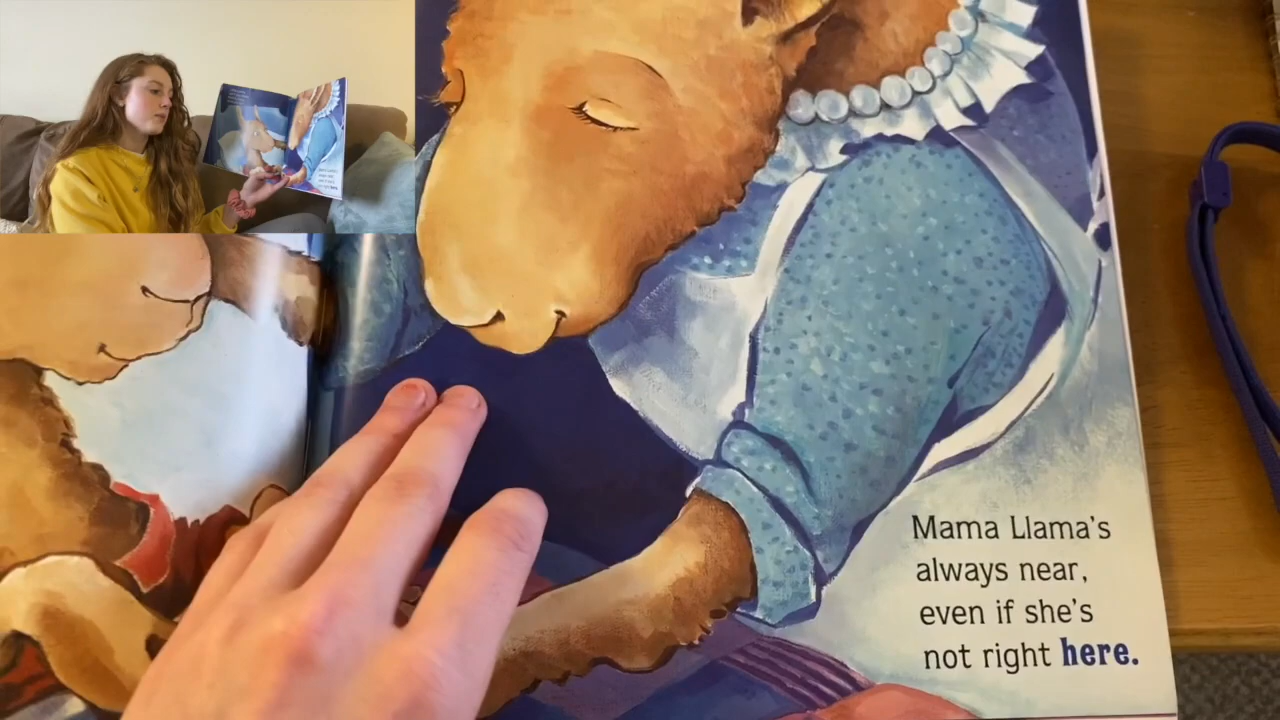 Mama Llama's
always near,
even if she's
not right here.